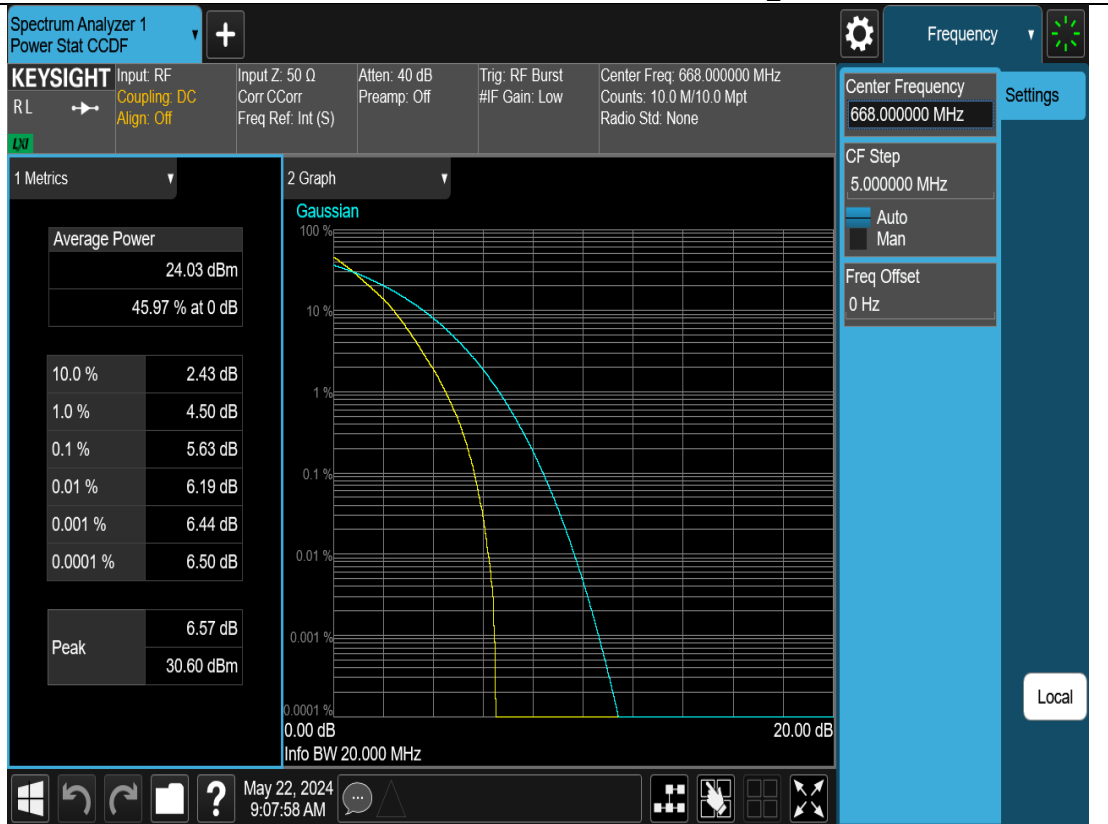 Spectrum Analyzer 1
Power Stat CCDF
+
Frequency
KEYSIGHT
RL
LXI
Input: RF
Coupling: DC
Align: Off
Input Z: 50 Ω
Corr CCorr
Freq Ref: Int (S)
Atten: 40 dB
Preamp: Off
Trig: RF Burst
#IF Gain: Low
Center Freq: 668.000000 MHz
Counts: 10.0 M/10.0 Mpt
Radio Std: None
Center Frequency
668.000000 MHz
Settings
CF Step
5.000000 MHz
Auto
Man
Freq Offset
0 Hz
Local
1 Metrics
Average Power
24.03 dBm
45.97 % at 0 dB
10.0 % 2.43 dB
1.0 % 4.50 dB
0.1 % 5.63 dB
0.01 % 6.19 dB
0.001 % 6.44 dB
0.0001 % 6.50 dB
Peak
6.57 dB
30.60 dBm
2 Graph
Gaussian
100 %
10 %
1 %
0.1 %
0.01 %
0.001 %
0.0001 %
0.00 dB 20.00 dB
Info BW 20.000 MHz
?
May 22, 2024
9:07:58 AM